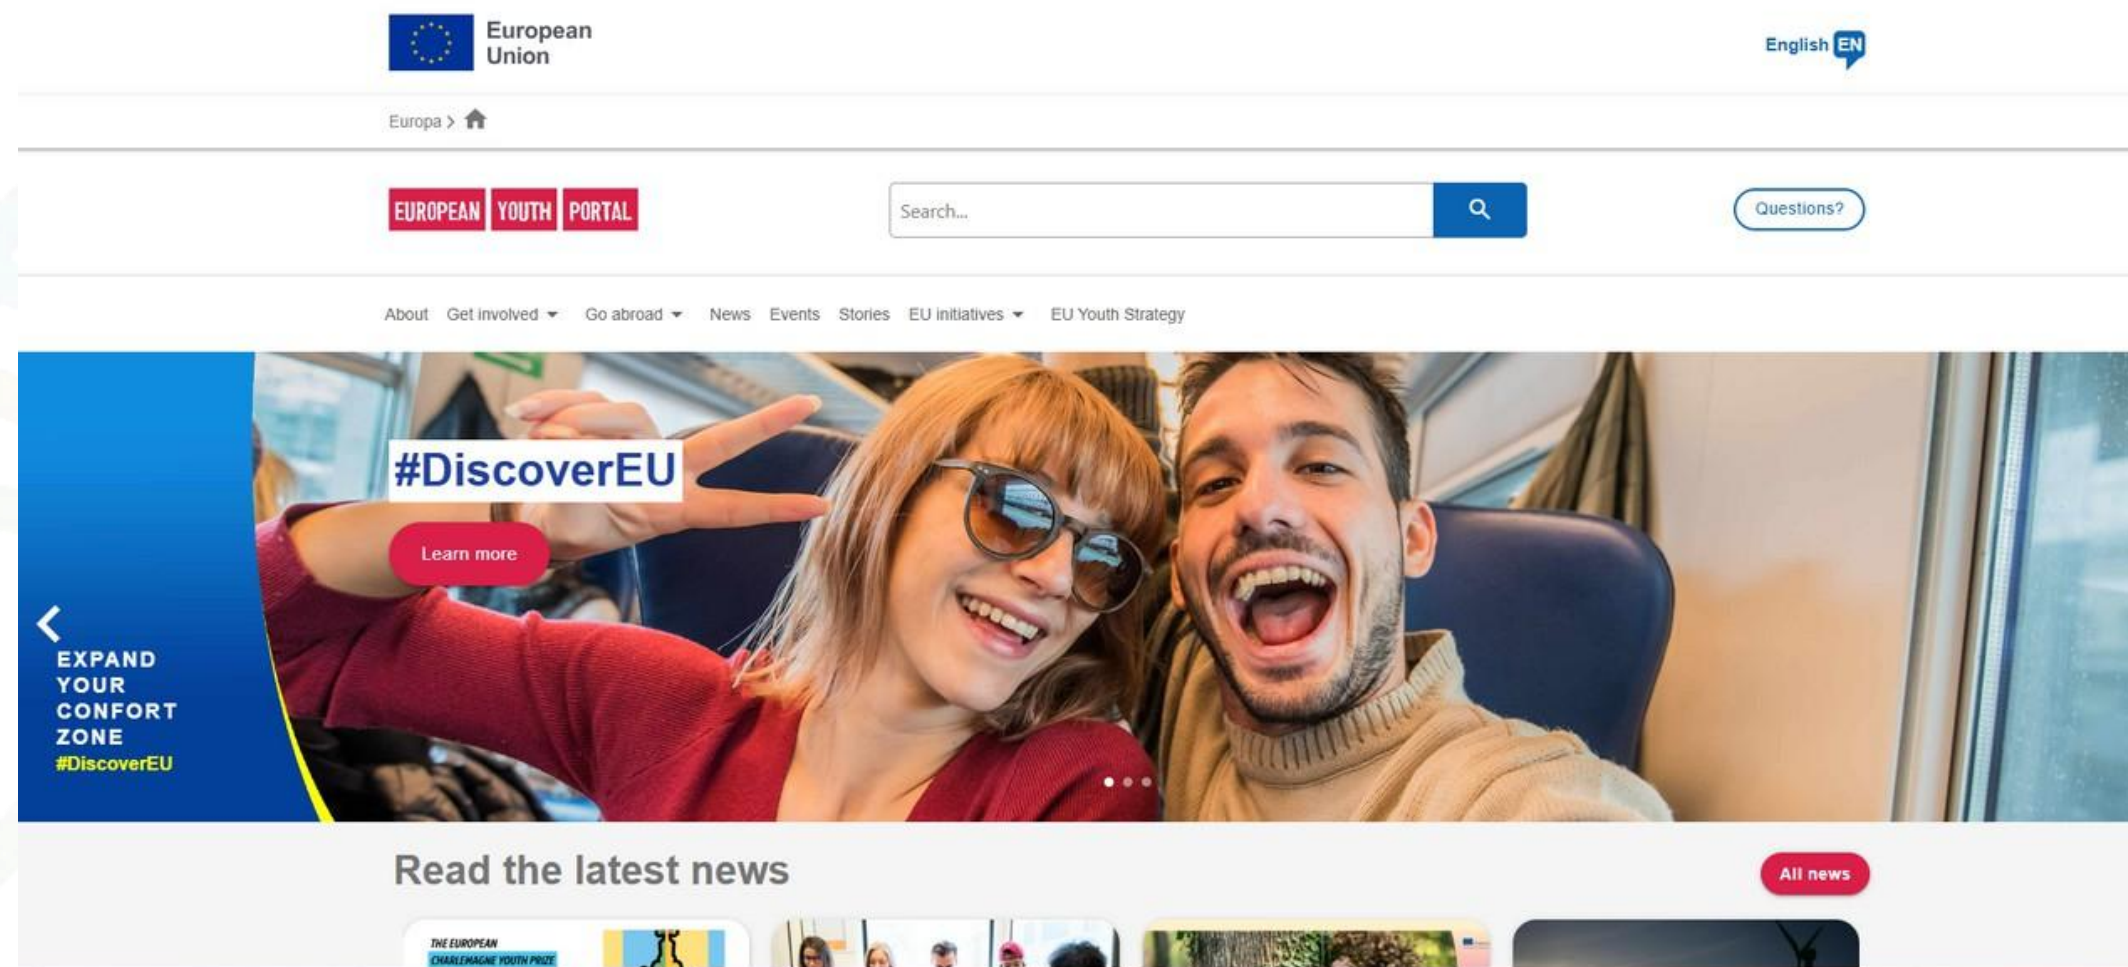 European
Union
English EN
Europa >
EUROPEAN YOUTH PORTAL
Search...
Questions?
About Get involved Go abroad News Events Stories EU initiatives EU Youth Strategy
#DiscoverEU
Learn more
EXPAND
YOUR
CONFORT
ZONE
#DiscoverEU
Read the latest news
All news
THE EUROPEAN
CHARLEMAGNE YOUTH PRIZE